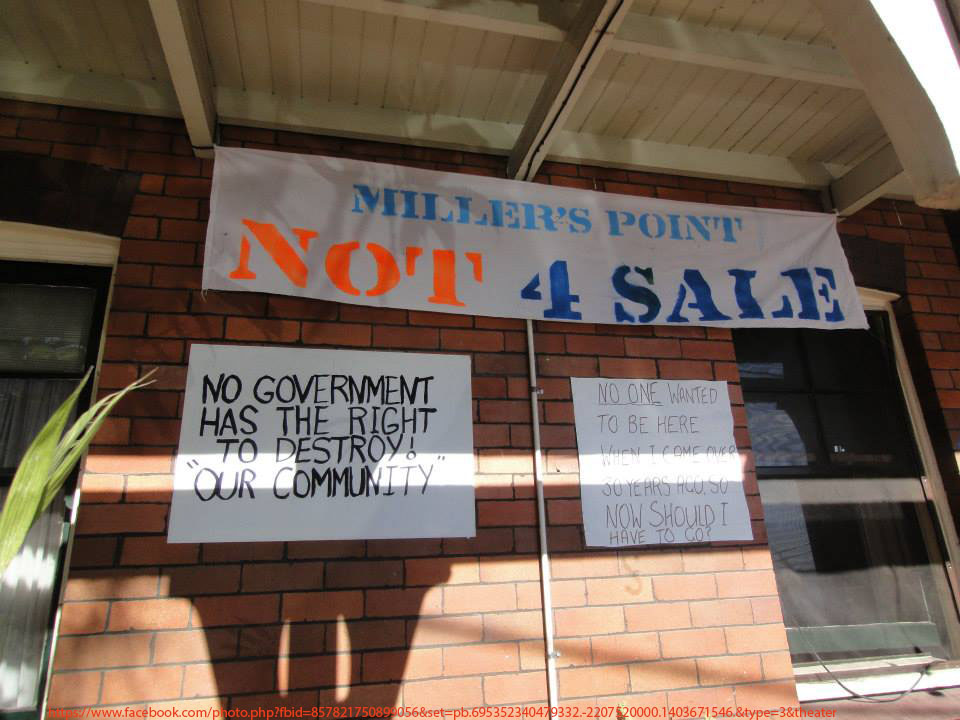 MILLER'S POINT
NOT 4 SALE
NO GOVERNMENT
HAS THE RIGHT
TO DESTROY!
"OUR COMMUNITY"
NO ONE WANTED
TO BE HERE
WHEN I CAME OVER
30 YEARS AGO, SO
NOW SHOULD I
HAVE TO GO?
https://www.facebook.com/photo.php?fbid=857821750899056&set=pb.695352340479332.-2207520000.1403671546.&type=3&theater